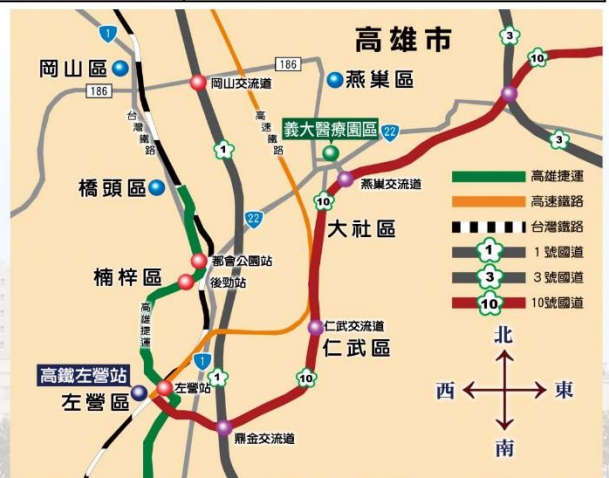 高雄市
1
3
10
186
岡山區
186
岡山交流道
燕巢區
台灣鐵路
1
高速鐵路
義大醫療園區
22
3
橋頭區
燕巢交流道
10
22
大社區
高雄捷運
高速鐵路
台灣鐵路
1 1號國道
3 3號國道
10 10號國道
都會公園站
楠梓區
後勁站
高雄捷運
仁武交流道
仁武區
1
高鐵左營站
左營站
左營區
1
10
鼎金交流道
北
西 東
南